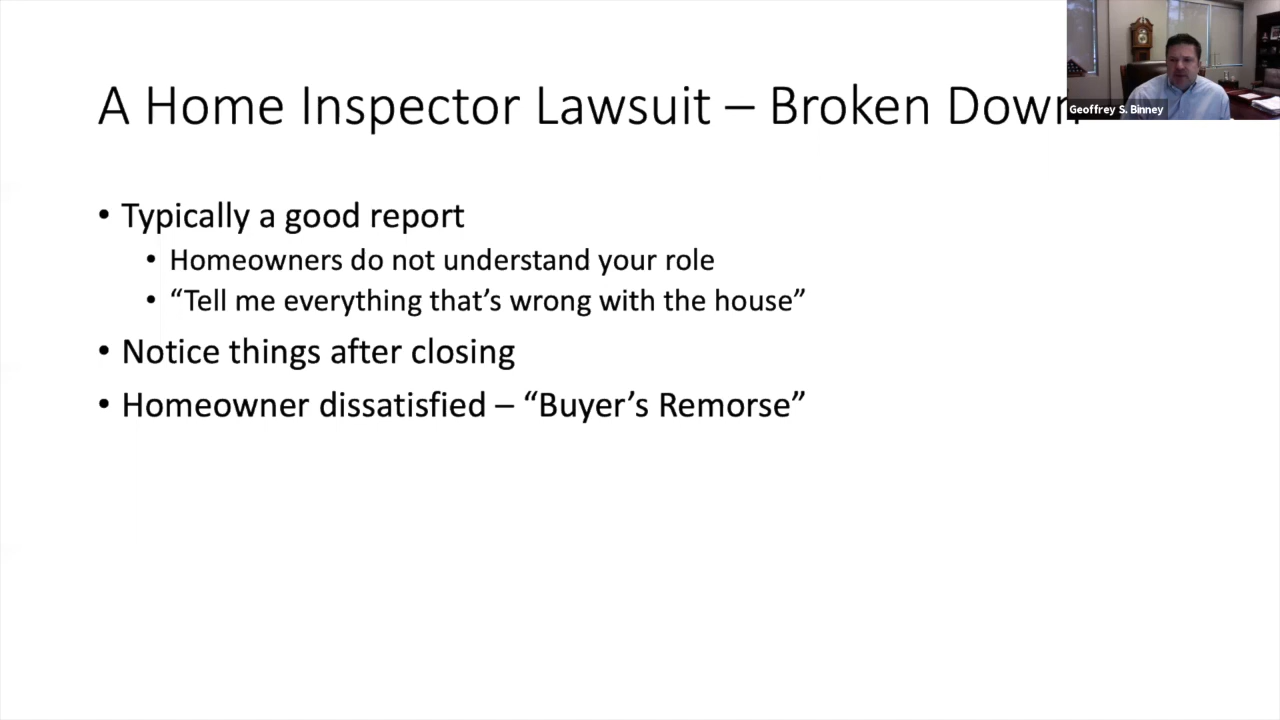 A Home Inspector Lawsuit – Broken Down
Geoffrey S. Binney
• Typically a good report
• Homeowners do not understand your role
• “Tell me everything that’s wrong with the house”
• Notice things after closing
• Homeowner dissatisfied – “Buyer’s Remorse”